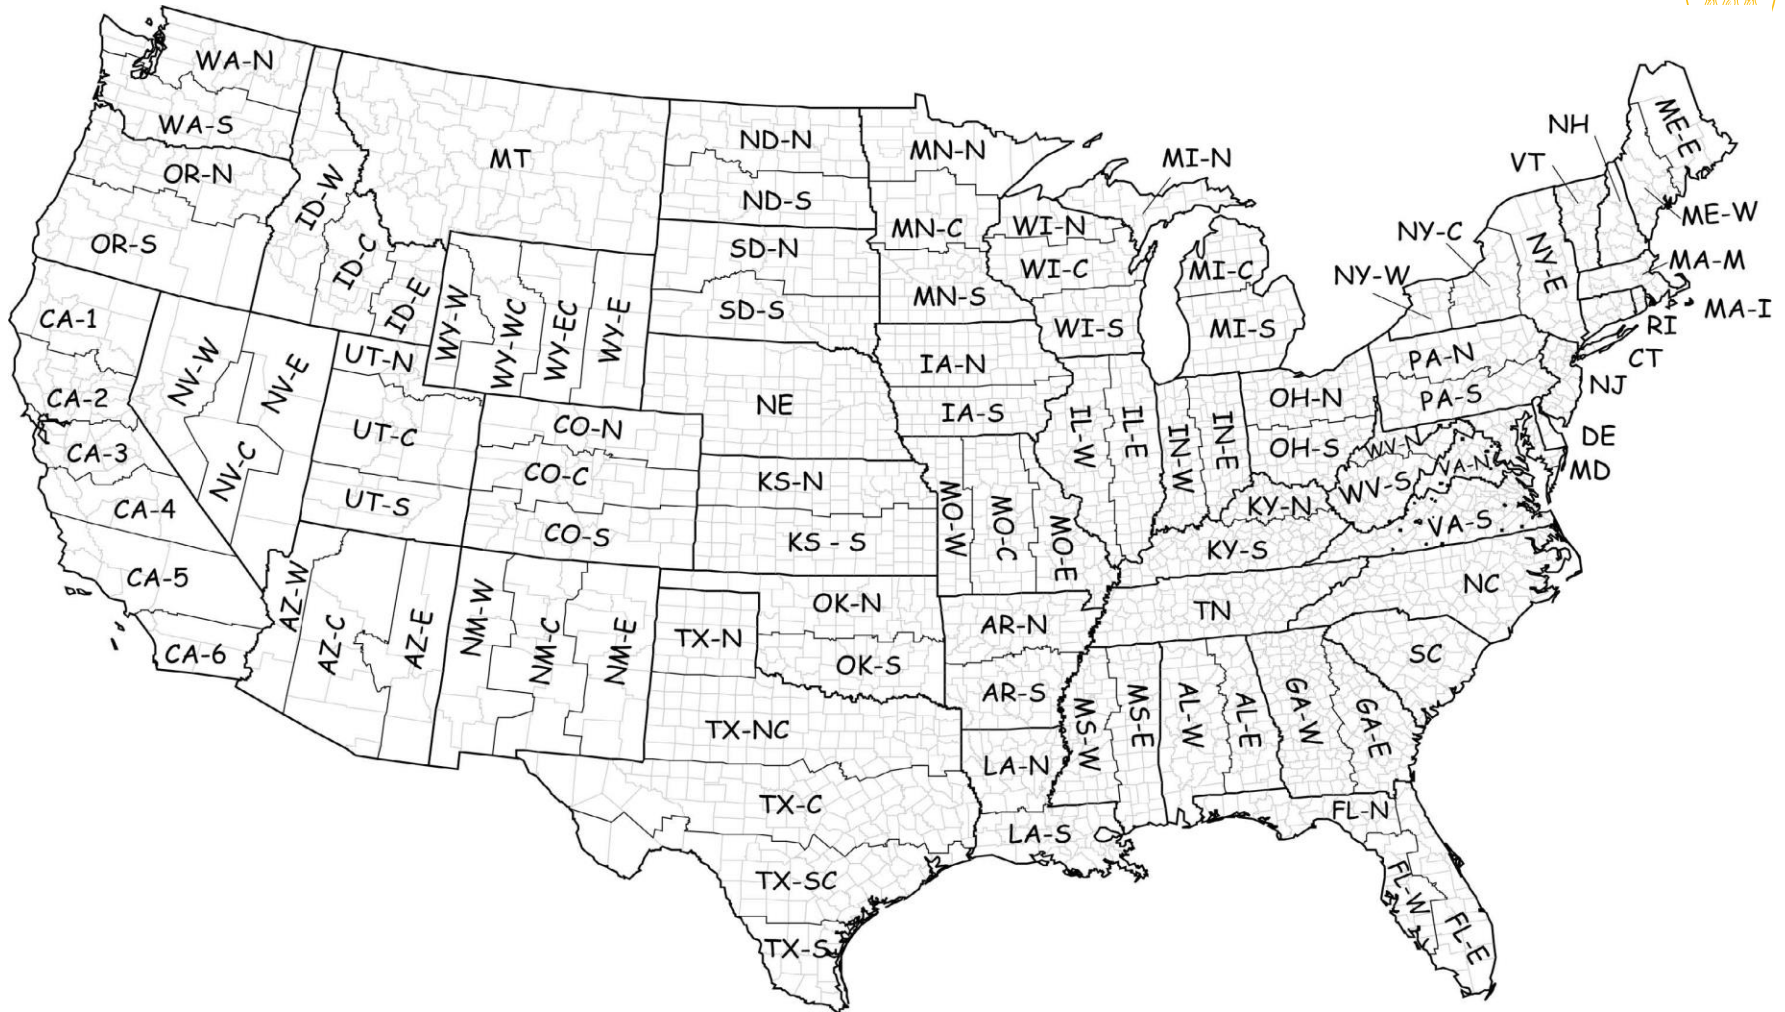 WA-N
WA-S
OR-N
OR-S
ID-W
ID-C
ID-E
MT
ND-N
ND-S
SD-N
SD-S
MN-N
MN-C
MN-S
WI-N
WI-C
WI-S
MI-N
MI-C
MI-S
NH
VT
ME-E
ME-W
NY-C
NY-W
NY-E
MA-M
MA-I
RI
CT
NJ
PA-N
PA-S
DE
MD
CA-1
CA-2
CA-3
CA-4
CA-5
CA-6
NV-W
NV-E
NV-C
UT-N
UT-C
UT-S
WY-W
WY-WC
WY-EC
WY-E
CO-N
CO-C
CO-S
NE
KS-N
KS - S
IA-N
IA-S
MO-W
MO-C
MO-E
IL-W
IL-E
IN-W
IN-E
OH-N
OH-S
WV-N
WV-S
VA-N
VA-S
KY-N
KY-S
TN
NC
SC
AZ-W
AZ-C
AZ-E
NM-W
NM-C
NM-E
OK-N
OK-S
TX-N
TX-NC
TX-C
TX-SC
TX-S
AR-N
AR-S
LA-N
LA-S
MS-W
MS-E
AL-W
AL-E
GA-W
GA-E
FL-N
FL-W
FL-E